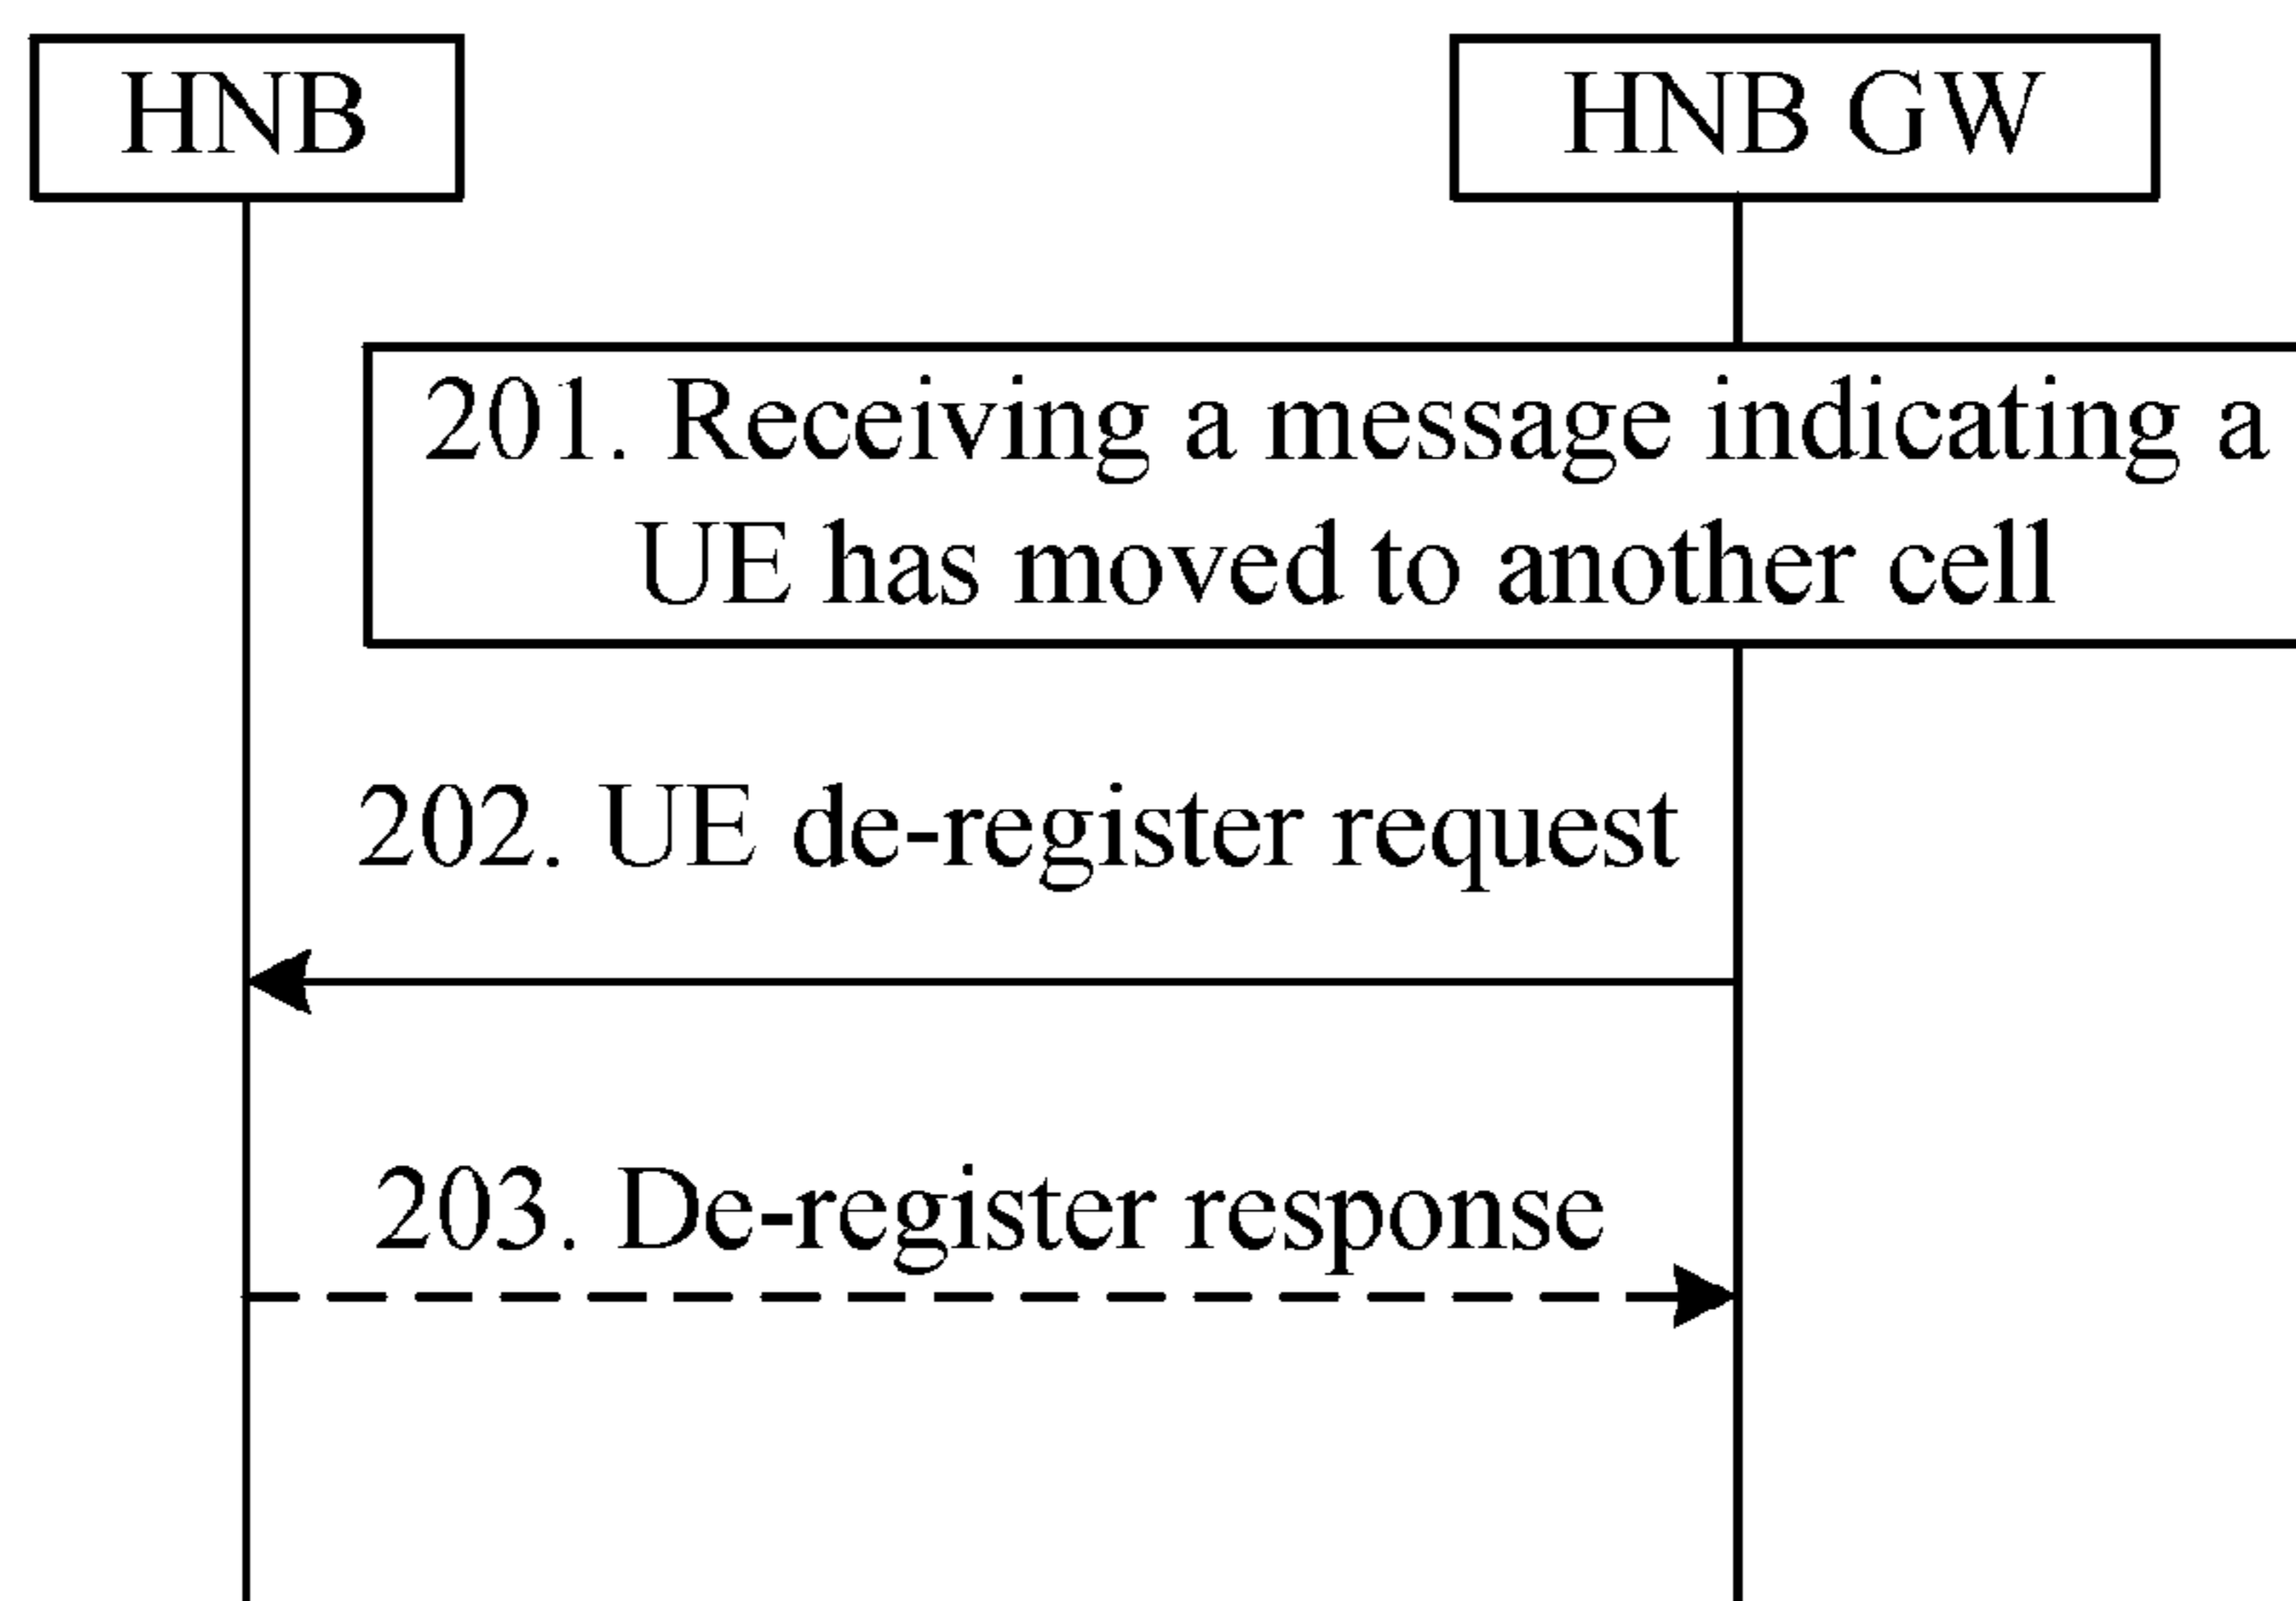 HNB
HNB GW
201. Receiving a message indicating a
UE has moved to another cell
202. UE de-register request
203. De-register response